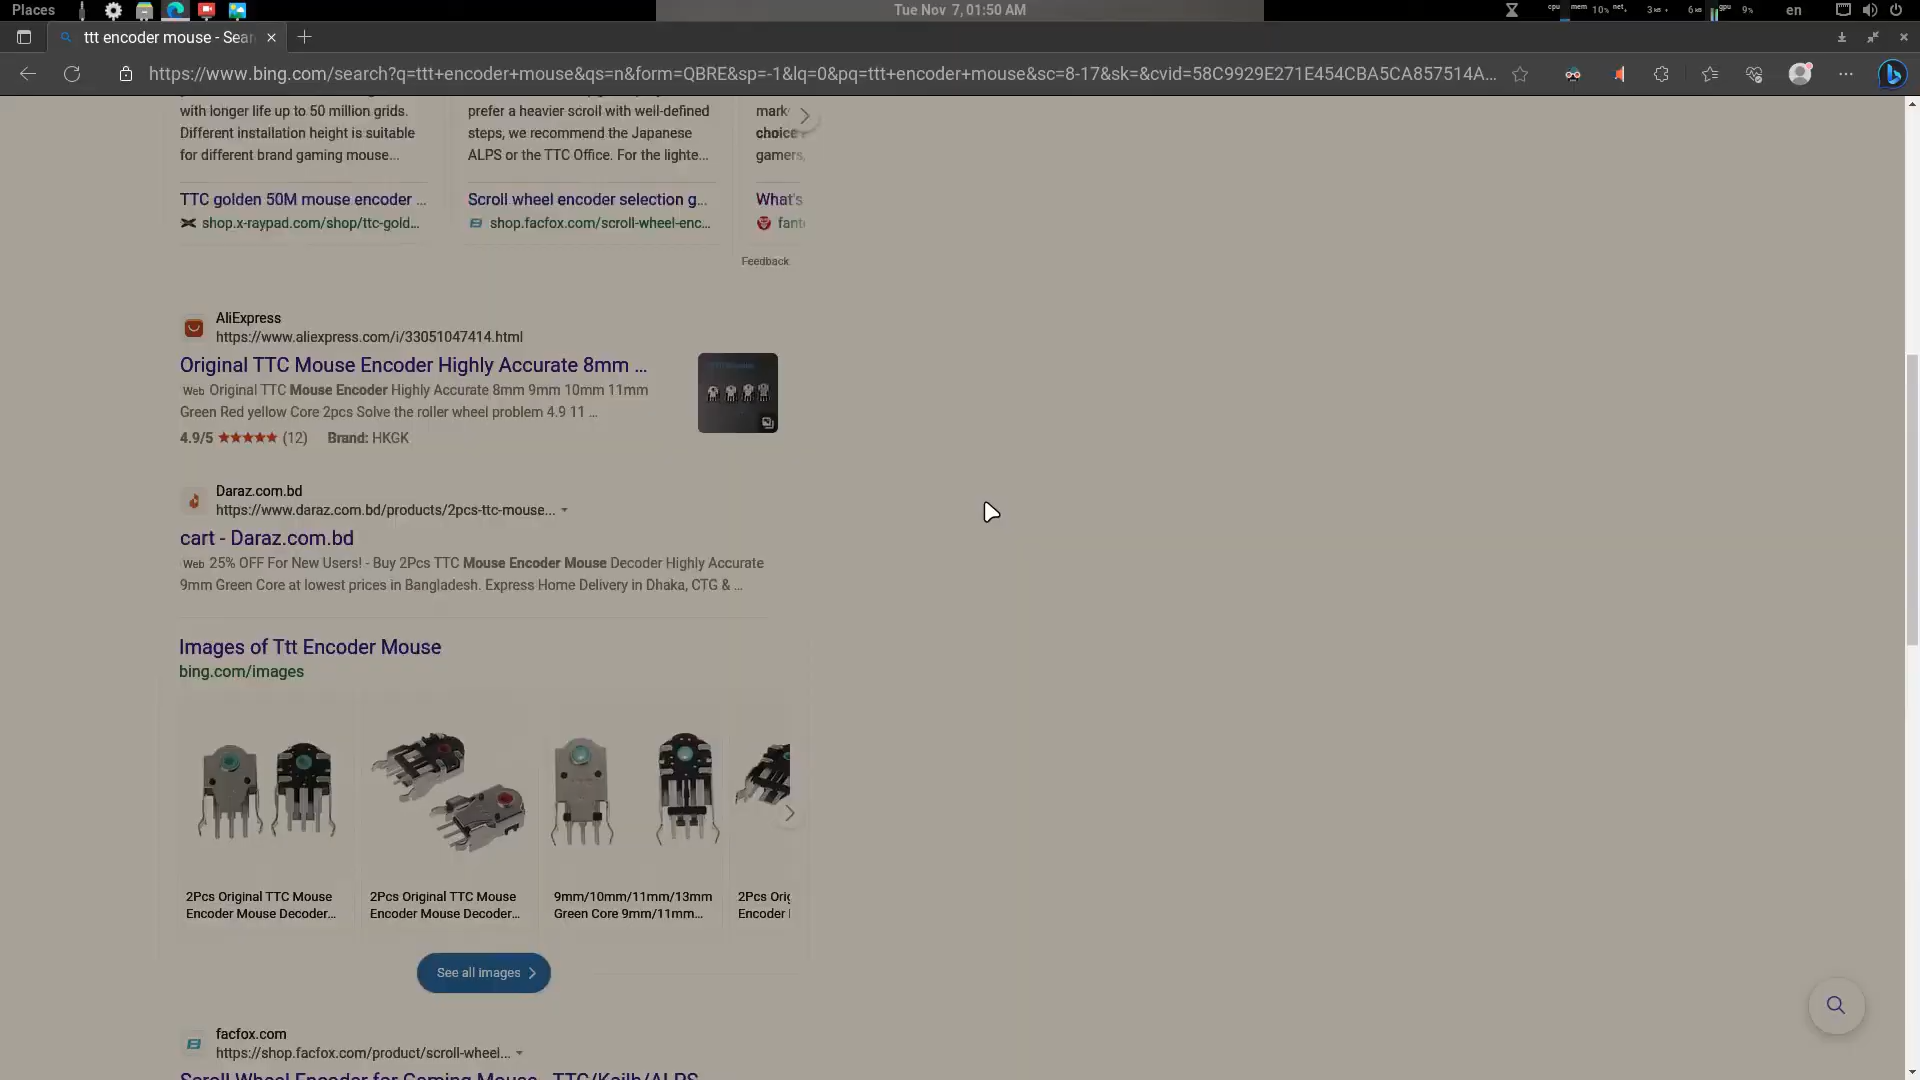 Places
Tue Nov 7, 01:50 AM
cpu mem 10% net 3 kB 6 kB gpu 9% en
ttt encoder mouse - Sear
https://www.bing.com/search?q=ttt+encoder+mouse&qs=n&form=QBRE&sp=-1&lq=0&pq=ttt+encoder+mouse&sc=8-17&sk=&cvid=58C9929E271E454CBA5CA857514A...
with longer life up to 50 million grids.
Different installation height is suitable
for different brand gaming mouse...
TTC golden 50M mouse encoder ...
shop.x-raypad.com/shop/ttc-gold...
prefer a heavier scroll with well-defined
steps, we recommend the Japanese
ALPS or the TTC Office. For the lighte...
Scroll wheel encoder selection g...
shop.facfox.com/scroll-wheel-enc...
mark
choice
gamers,
What's
fant
Feedback
AliExpress
https://www.aliexpress.com/i/33051047414.html
Original TTC Mouse Encoder Highly Accurate 8mm ...
Web Original TTC Mouse Encoder Highly Accurate 8mm 9mm 10mm 11mm
Green Red yellow Core 2pcs Solve the roller wheel problem 4.9 11 ...
4.9/5 ★★★★★ (12) Brand: HKGK
Daraz.com.bd
https://www.daraz.com.bd/products/2pcs-ttc-mouse...
cart - Daraz.com.bd
Web 25% OFF For New Users! - Buy 2Pcs TTC Mouse Encoder Mouse Decoder Highly Accurate
9mm Green Core at lowest prices in Bangladesh. Express Home Delivery in Dhaka, CTG & ...
Images of Ttt Encoder Mouse
bing.com/images
2Pcs Original TTC Mouse
Encoder Mouse Decoder...
2Pcs Original TTC Mouse
Encoder Mouse Decoder...
9mm/10mm/11mm/13mm
Green Core 9mm/11mm...
2Pcs Orig
Encoder
See all images
facfox.com
https://shop.facfox.com/product/scroll-wheel...
Scroll Wheel Encoder for Gaming Mouse - TTC/Kailh/ALPS